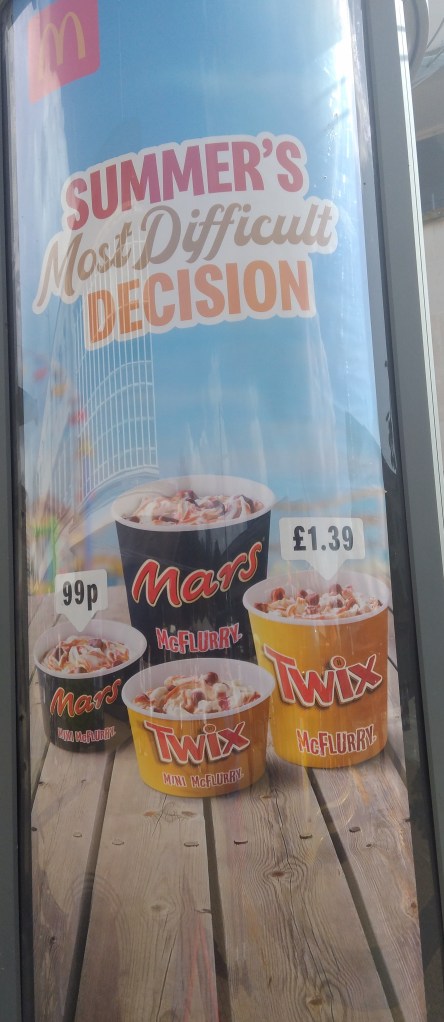 SUMMER'S
Most Difficult
DECISION
£1.39
99p
Mars
McFLURRY.
Mars
MINI McFLURRY.
Twix
MINI McFLURRY.
Twix
McFLURRY.